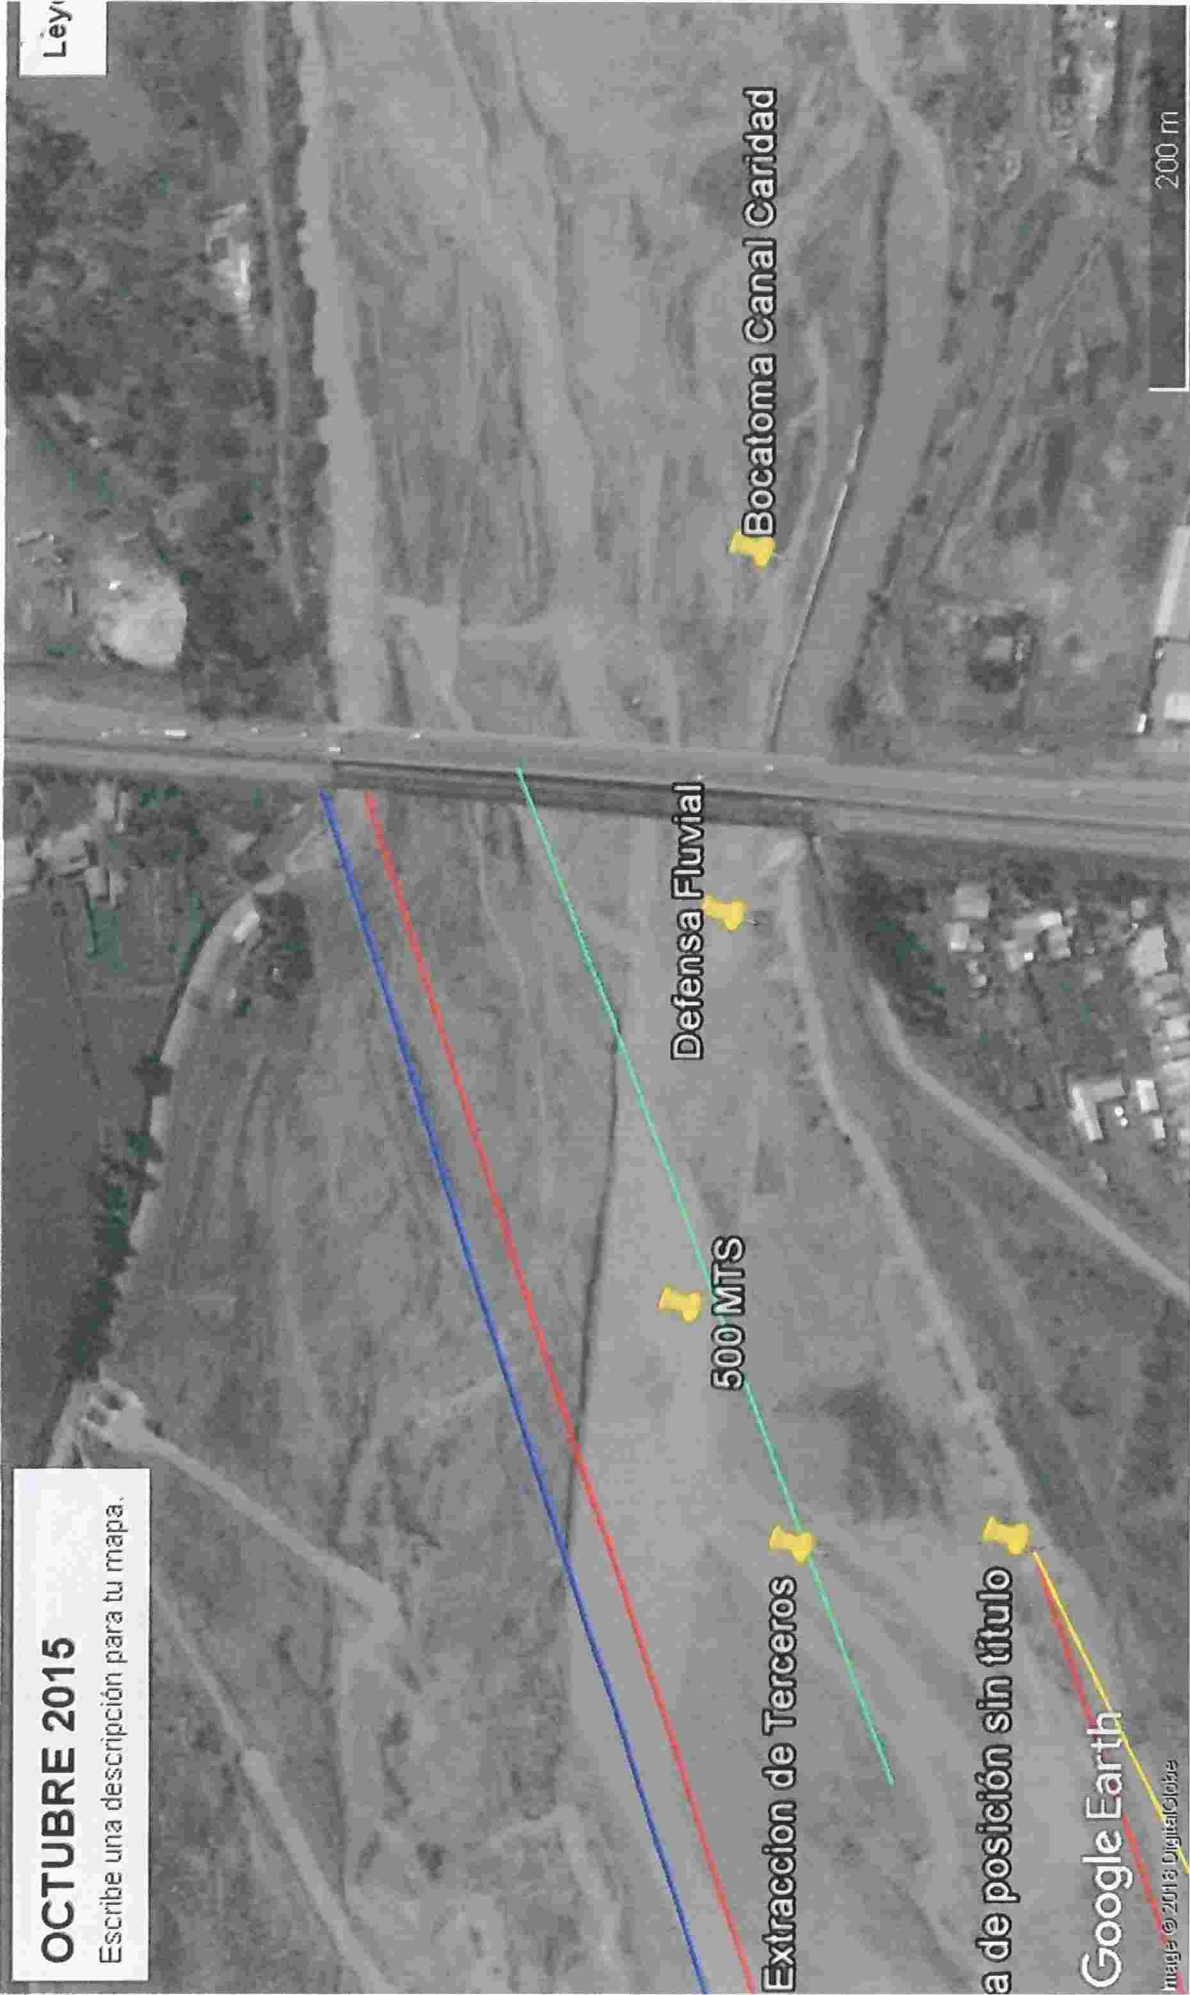 OCTUBRE 2015
Escribe una descripción para tu mapa.
Ley
Bocatoma Canal Caridad
Defensa Fluvial
500 MTS
Extraccion de Terceros
a de posición sin título
Google Earth
Image © 2018 DigitalGlobe
200 m